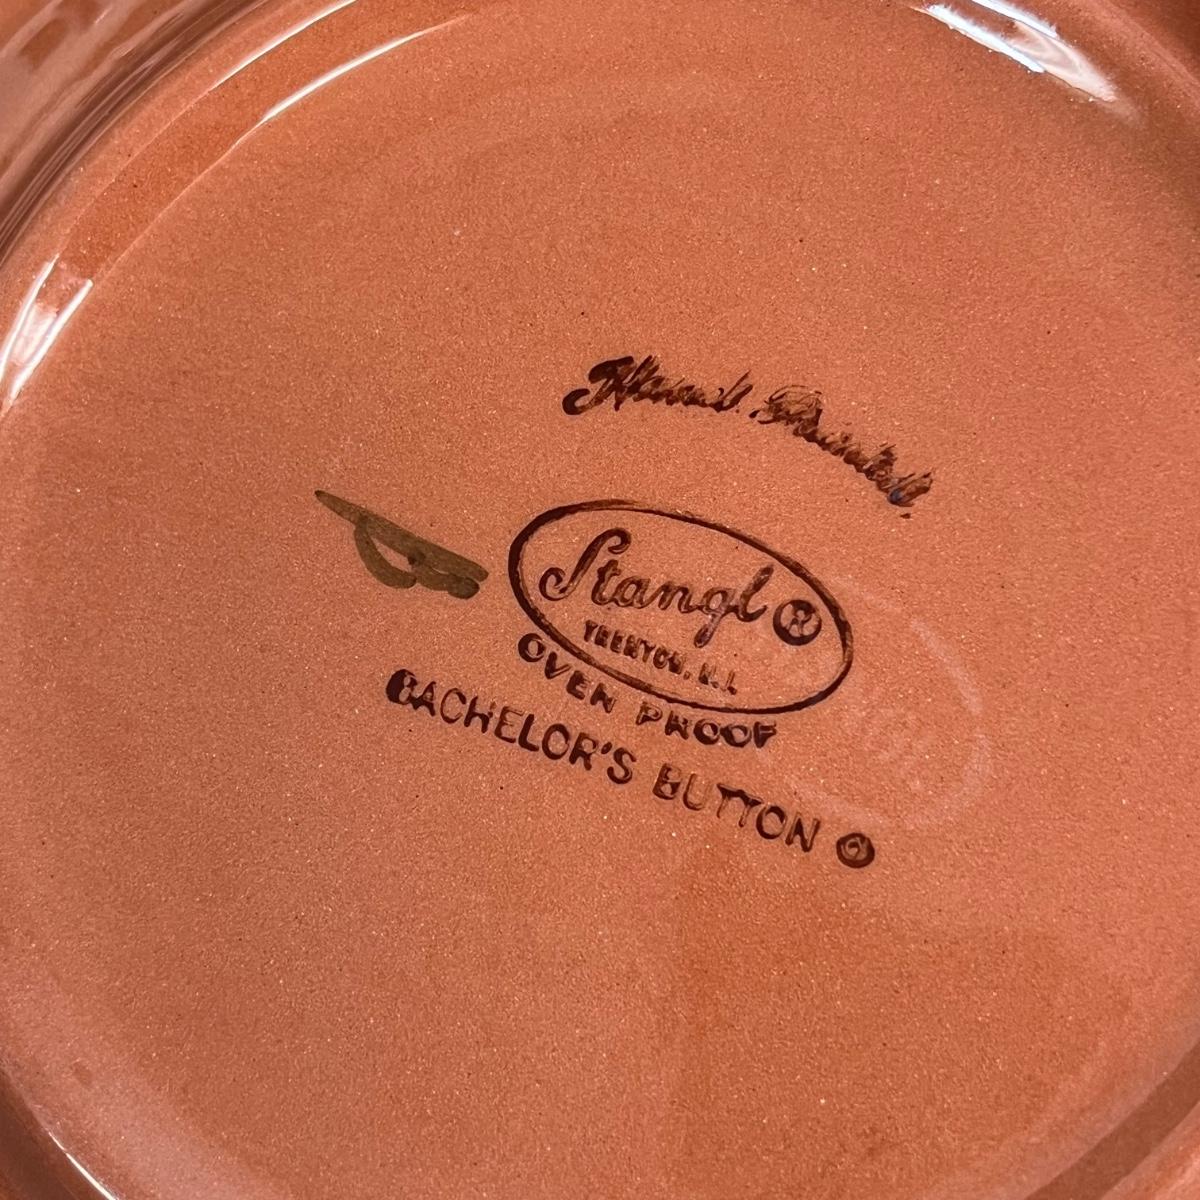 Hand Painted
Stangl ®
TRENTON, N.J.
OVEN PROOF
BACHELOR'S BUTTON ©